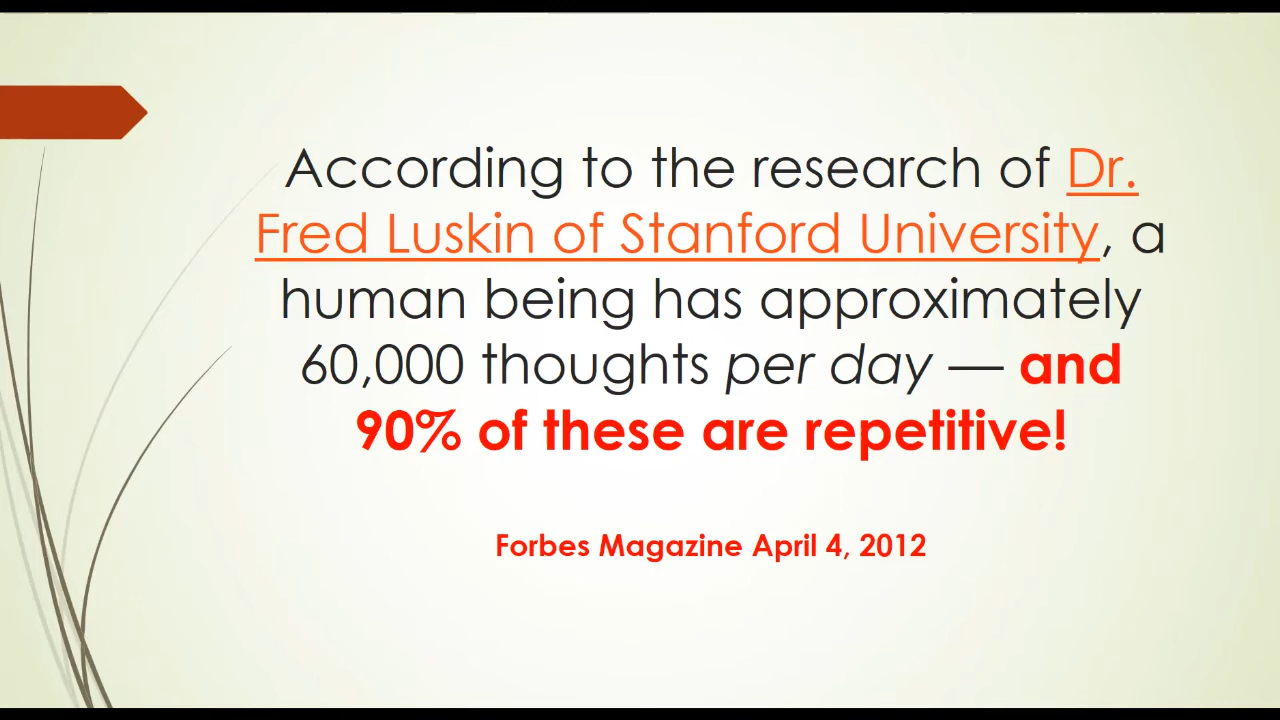 According to the research of Dr.
Fred Luskin of Stanford University, a
human being has approximately
60,000 thoughts per day — and
90% of these are repetitive!
Forbes Magazine April 4, 2012